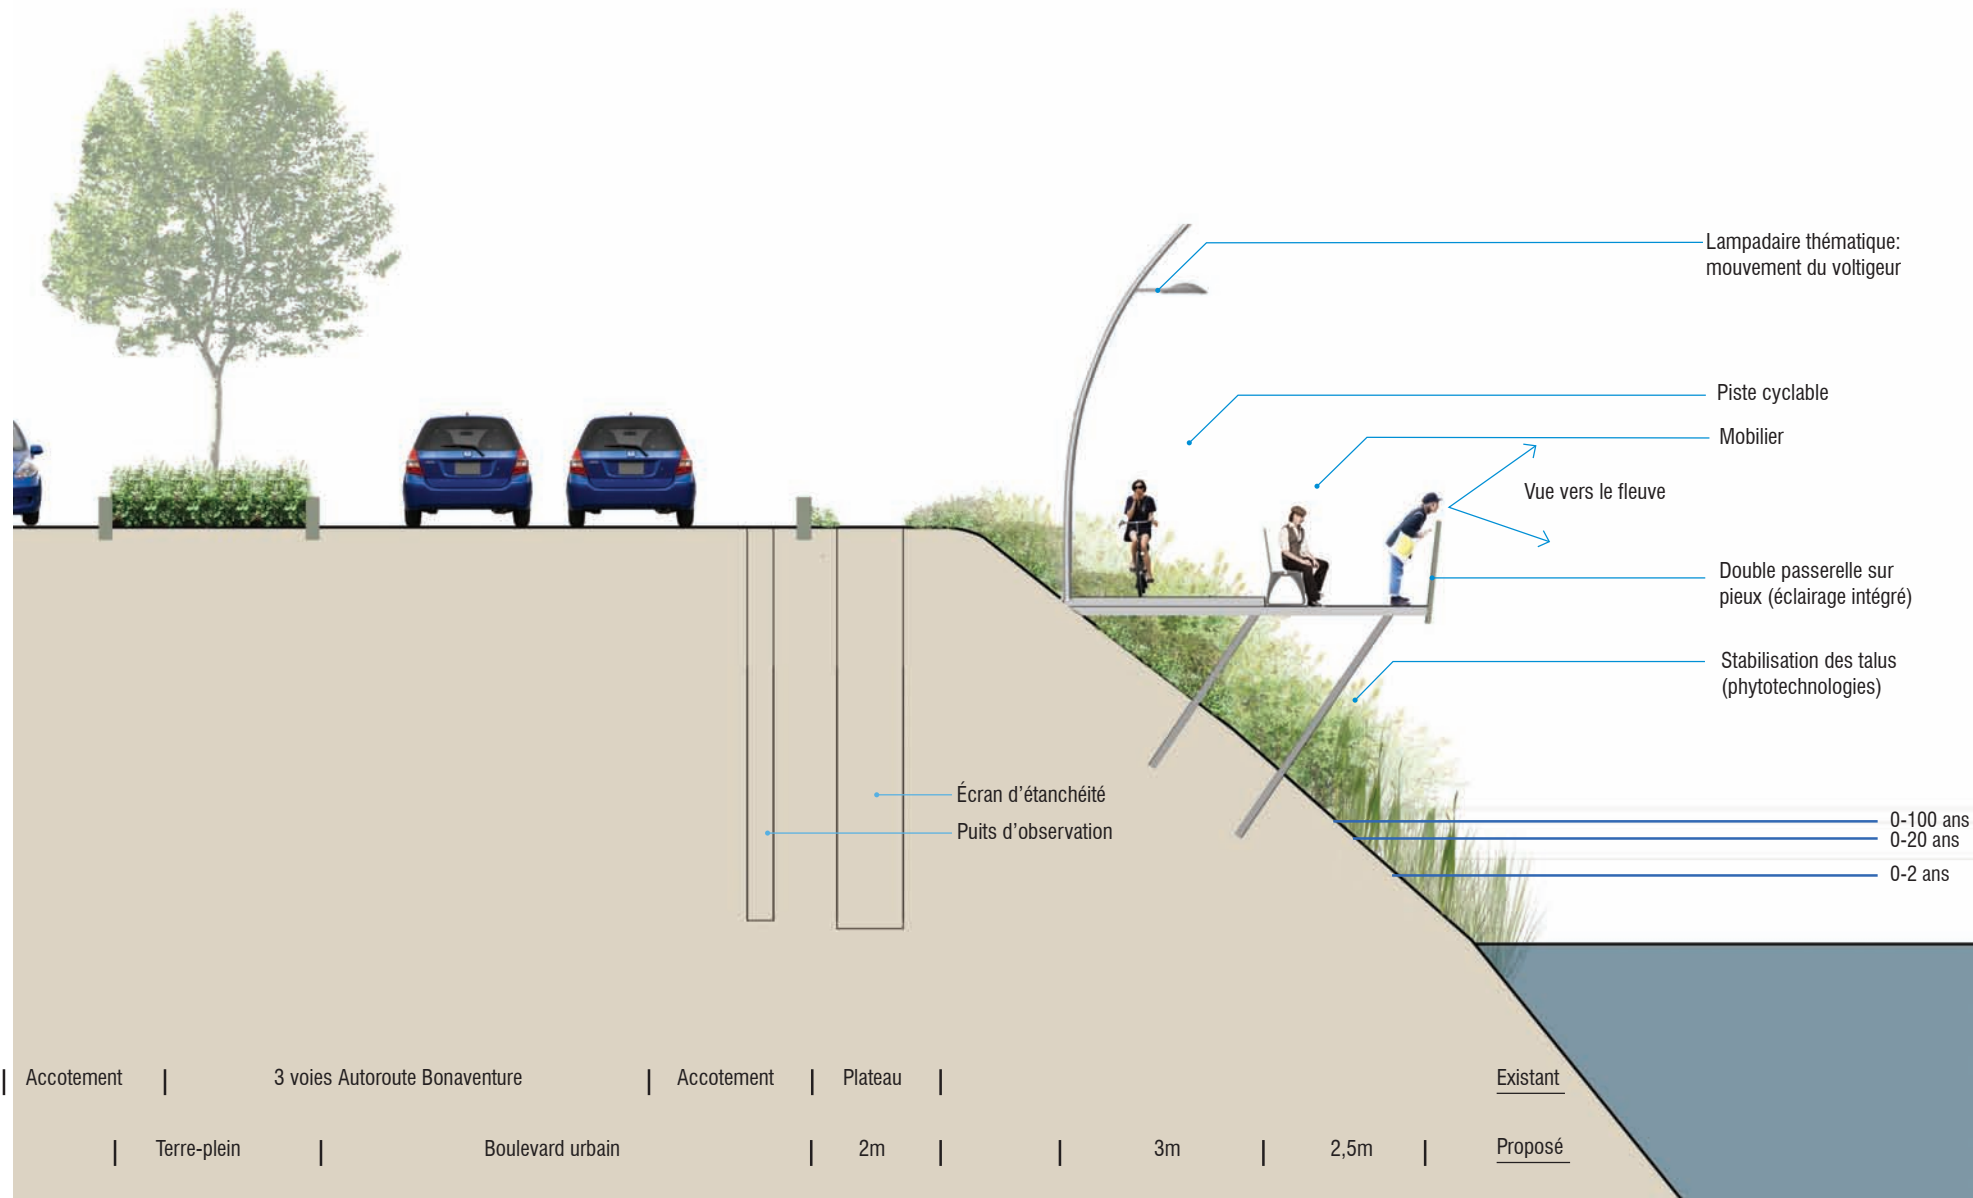 Lampadaire thématique:
mouvement du voltigeur
Piste cyclable
Mobilier
Vue vers le fleuve
Double passerelle sur
pieux (éclairage intégré)
Stabilisation des talus
(phytotechnologies)
Écran d'étanchéité
Puits d'observation
0-100 ans
0-20 ans
0-2 ans
Accotement
3 voies Autoroute Bonaventure
Accotement
Plateau
Existant
Terre-plein
Boulevard urbain
2m
3m
2,5m
Proposé